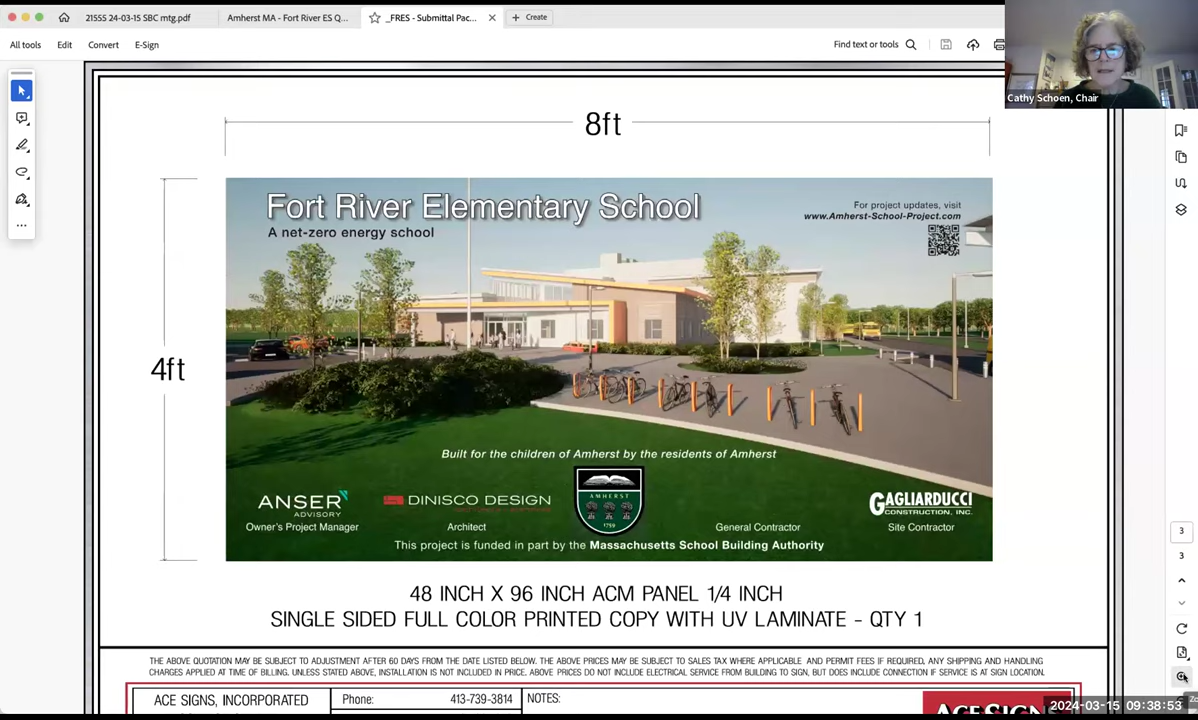 21555 24-03-15 SBC mtg.pdf
Amherst MA - Fort River ES Q...
_FRES - Submittal Pac...
Create
All tools
Edit
Convert
E-Sign
Find text or tools
Cathy Schoen, Chair
8ft
4ft
Fort River Elementary School
A net-zero energy school
For project updates, visit
www.Amherst-School-Project.com
Built for the children of Amherst by the residents of Amherst
ANSER
ADVISORY
Owner's Project Manager
DINISCO DESIGN
Architect
AMHERST
1759
General Contractor
GAGLIARDUCCI
CONSTRUCTION, INC.
Site Contractor
This project is funded in part by the Massachusetts School Building Authority
48 INCH X 96 INCH ACM PANEL 1/4 INCH
SINGLE SIDED FULL COLOR PRINTED COPY WITH UV LAMINATE - QTY 1
THE ABOVE QUOTATION MAY BE SUBJECT TO ADJUSTMENT AFTER 60 DAYS FROM THE DATE LISTED BELOW. THE ABOVE PRICES MAY BE SUBJECT TO SALES TAX WHERE APPLICABLE AND PERMIT FEES IF REQUIRED, ANY SHIPPING AND HANDLING
CHARGES APPLIED AT TIME OF BILLING. UNLESS STATED ABOVE, INSTALLATION IS NOT INCLUDED IN PRICE. ABOVE PRICES DO NOT INCLUDE ELECTRICAL SERVICE FROM BUILDING TO SIGN, BUT DOES INCLUDE CONNECTION IF SERVICE IS AT SIGN LOCATION.
ACE SIGNS, INCORPORATED
Phone:
413-739-3814
NOTES:
ACE SIGNS
3
3
2024-03-15 09:38:53